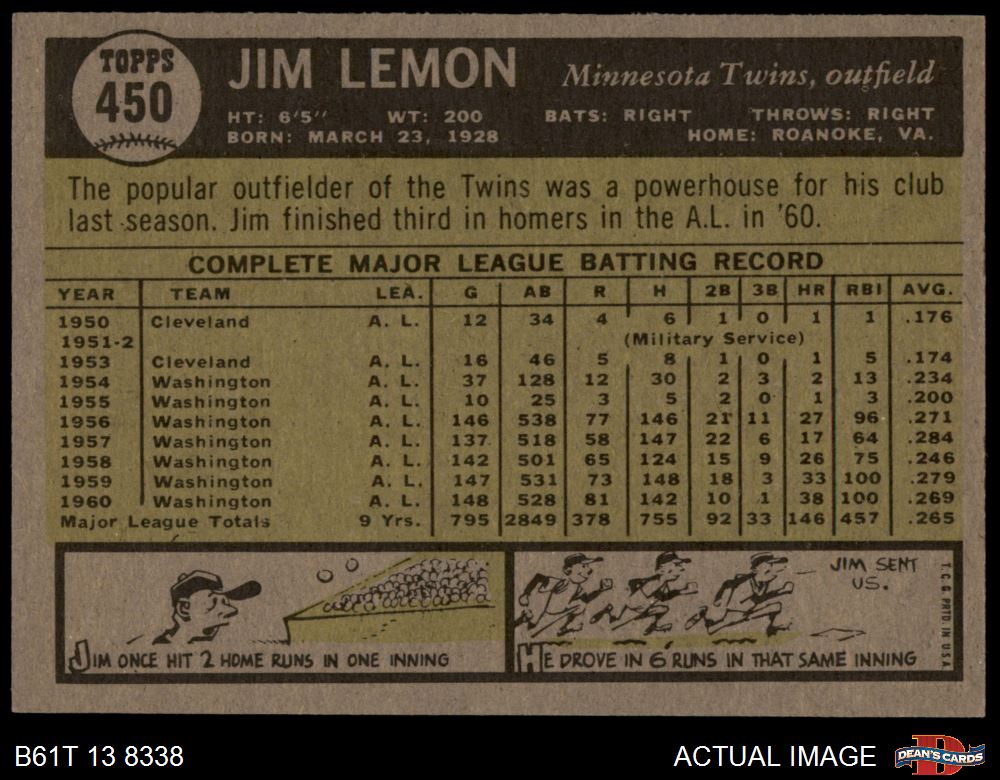 TOPPS
450
JIM LEMON Minnesota Twins, outfield
HT: 6'5" WT: 200 BATS: RIGHT THROWS: RIGHT
BORN: MARCH 23, 1928 HOME: ROANOKE, VA.
The popular outfielder of the Twins was a powerhouse for his club
last season. Jim finished third in homers in the A.L. in '60.
COMPLETE MAJOR LEAGUE BATTING RECORD
YEAR TEAM LEA. G AB R H 2B 3B HR RBI AVG.
1950 Cleveland A. L. 12 34 4 6 1 0 1 1 .176
1951-2 (Military Service)
1953 Cleveland A. L. 16 46 5 8 1 0 1 5 .174
1954 Washington A. L. 37 128 12 30 2 3 2 13 .234
1955 Washington A. L. 10 25 3 5 2 0 1 3 .200
1956 Washington A. L. 146 538 77 146 21 11 27 96 .271
1957 Washington A. L. 137 518 58 147 22 6 17 64 .284
1958 Washington A. L. 142 501 65 124 15 9 26 75 .246
1959 Washington A. L. 147 531 73 148 18 3 33 100 .279
1960 Washington A. L. 148 528 81 142 10 1 38 100 .269
Major League Totals 9 Yrs. 795 2849 378 755 92 33 146 457 .265
JIM ONCE HIT 2 HOME RUNS IN ONE INNING
JIM SENT
US.
HE DROVE IN 6 RUNS IN THAT SAME INNING
T.C.G. PRTD. IN U.S.A.
B61T 13 8338
ACTUAL IMAGE
DEAN'S CARDS